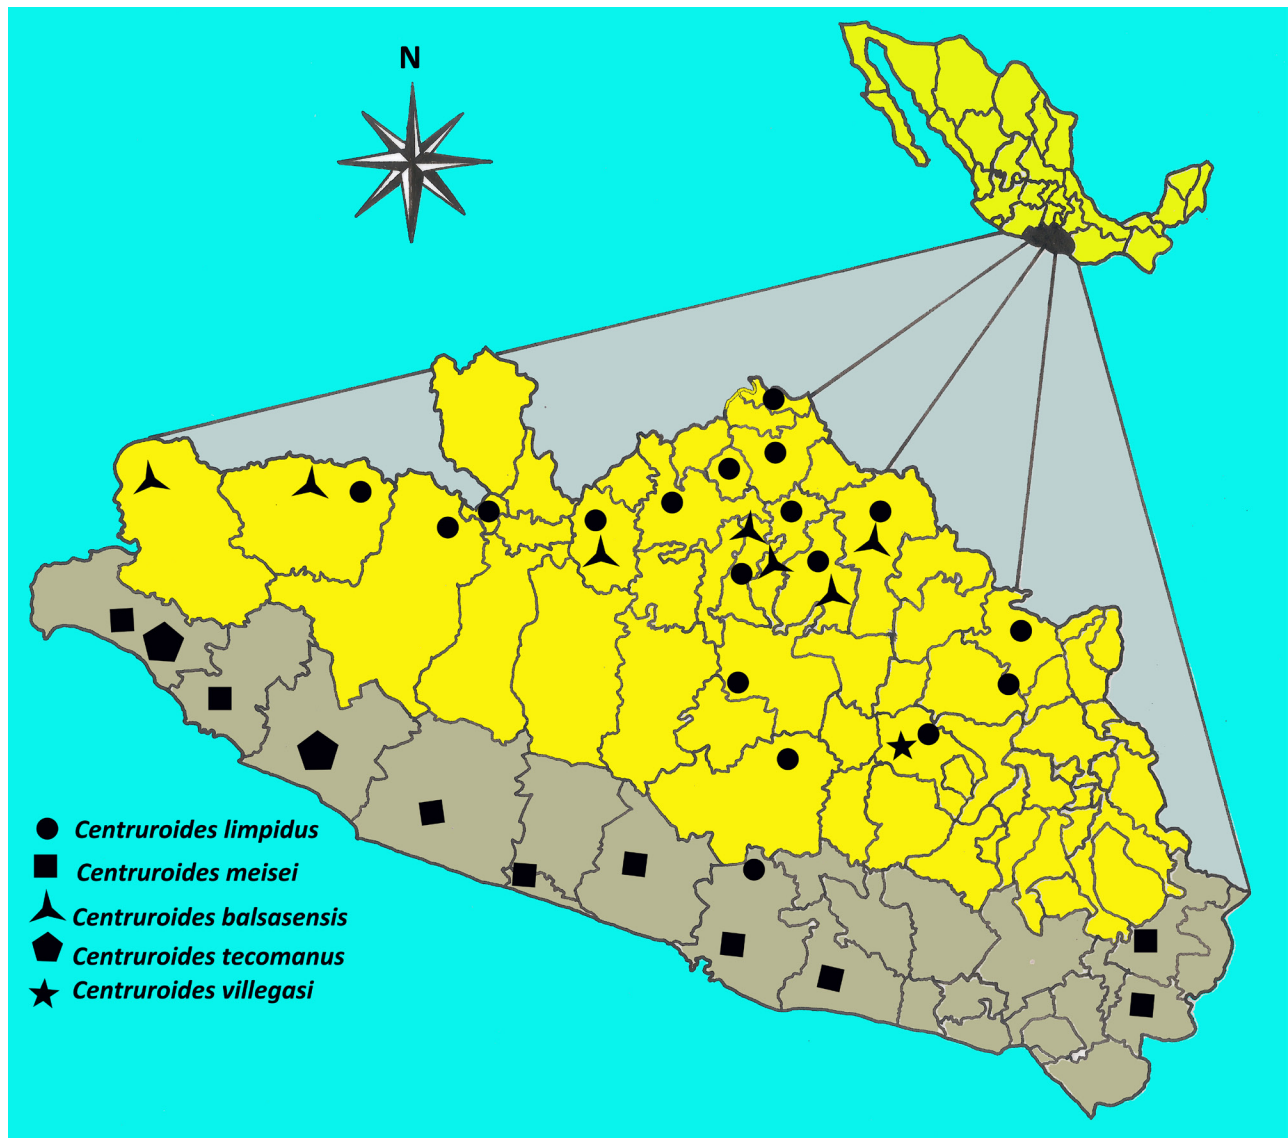 N
Centruroides limpidus
Centruroides meisei
Centruroides balsasensis
Centruroides tecomanus
Centruroides villegasi